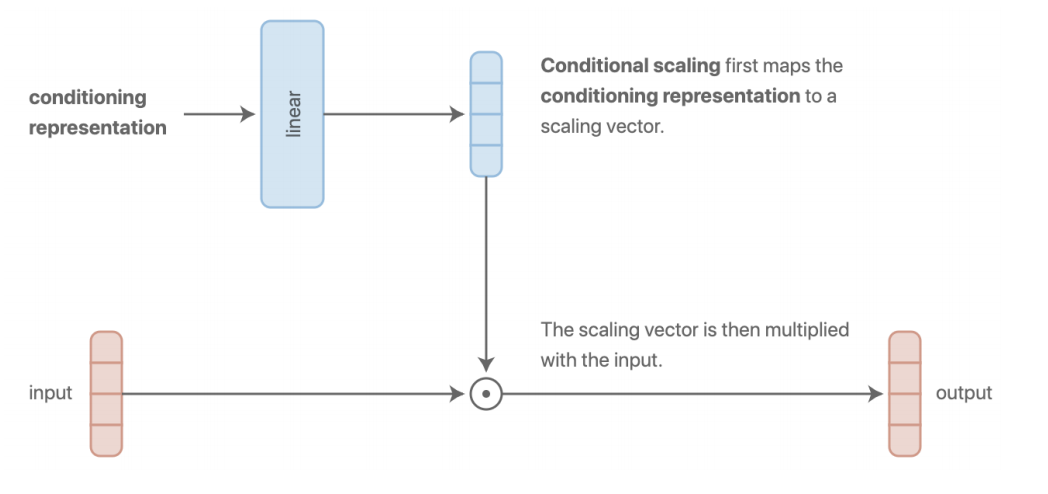 conditioning
representation
linear
Conditional scaling first maps the
conditioning representation to a
scaling vector.
The scaling vector is then multiplied
with the input.
input
output